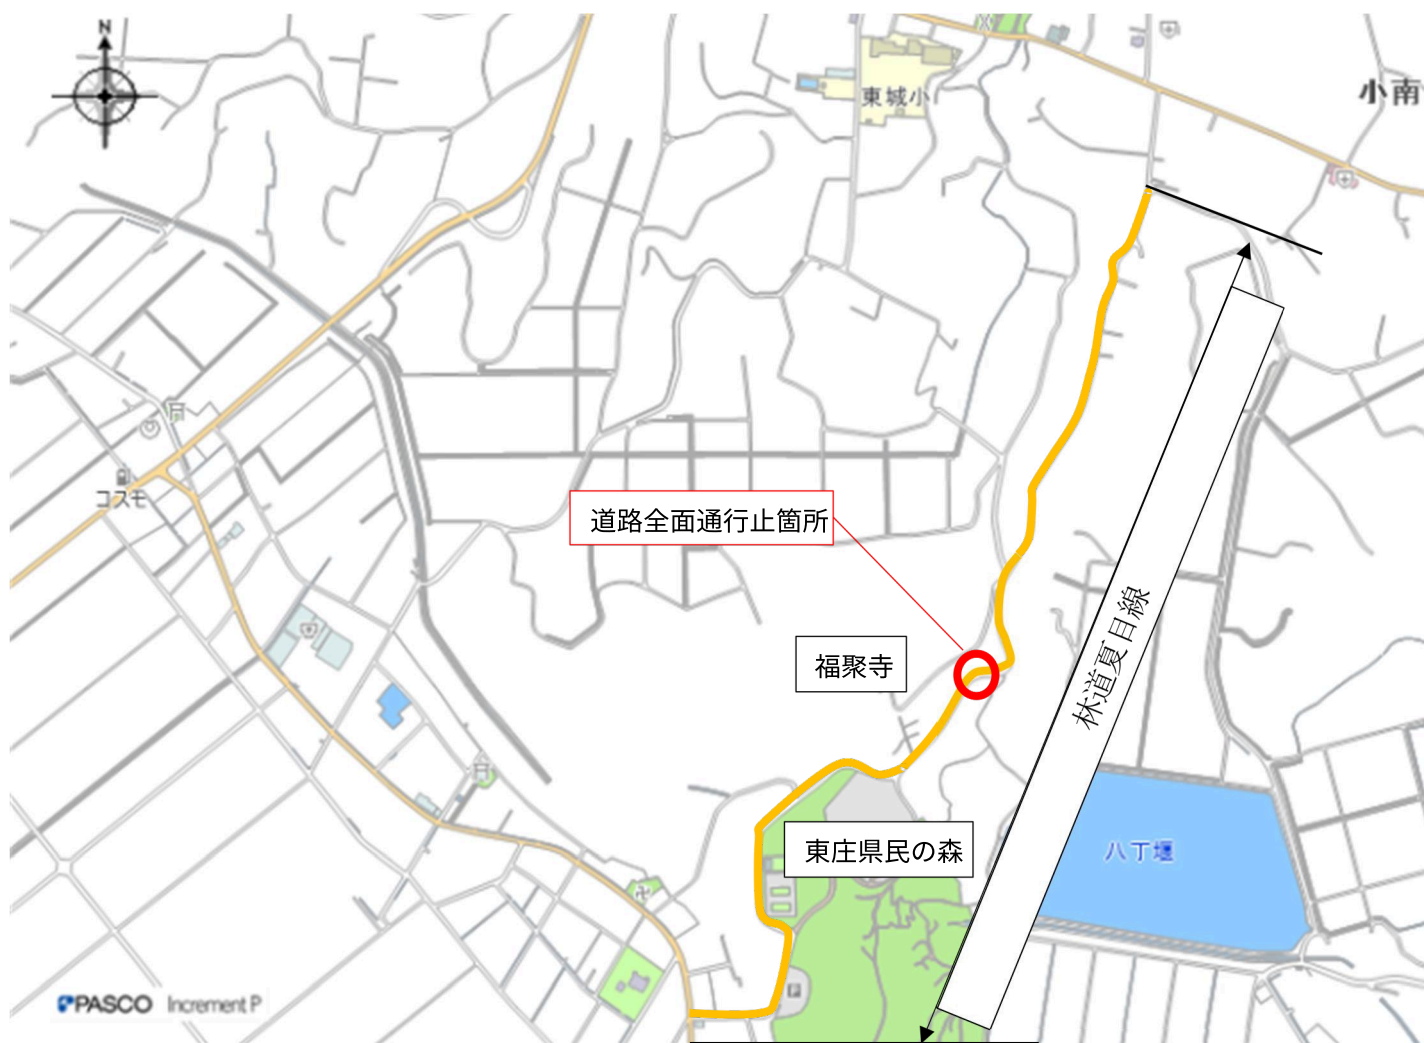 N
東城小
小南
コスモ
道路全面通行止箇所
福聚寺
林道夏目線
東庄県民の森
八丁堰
P
PASCO Increment P